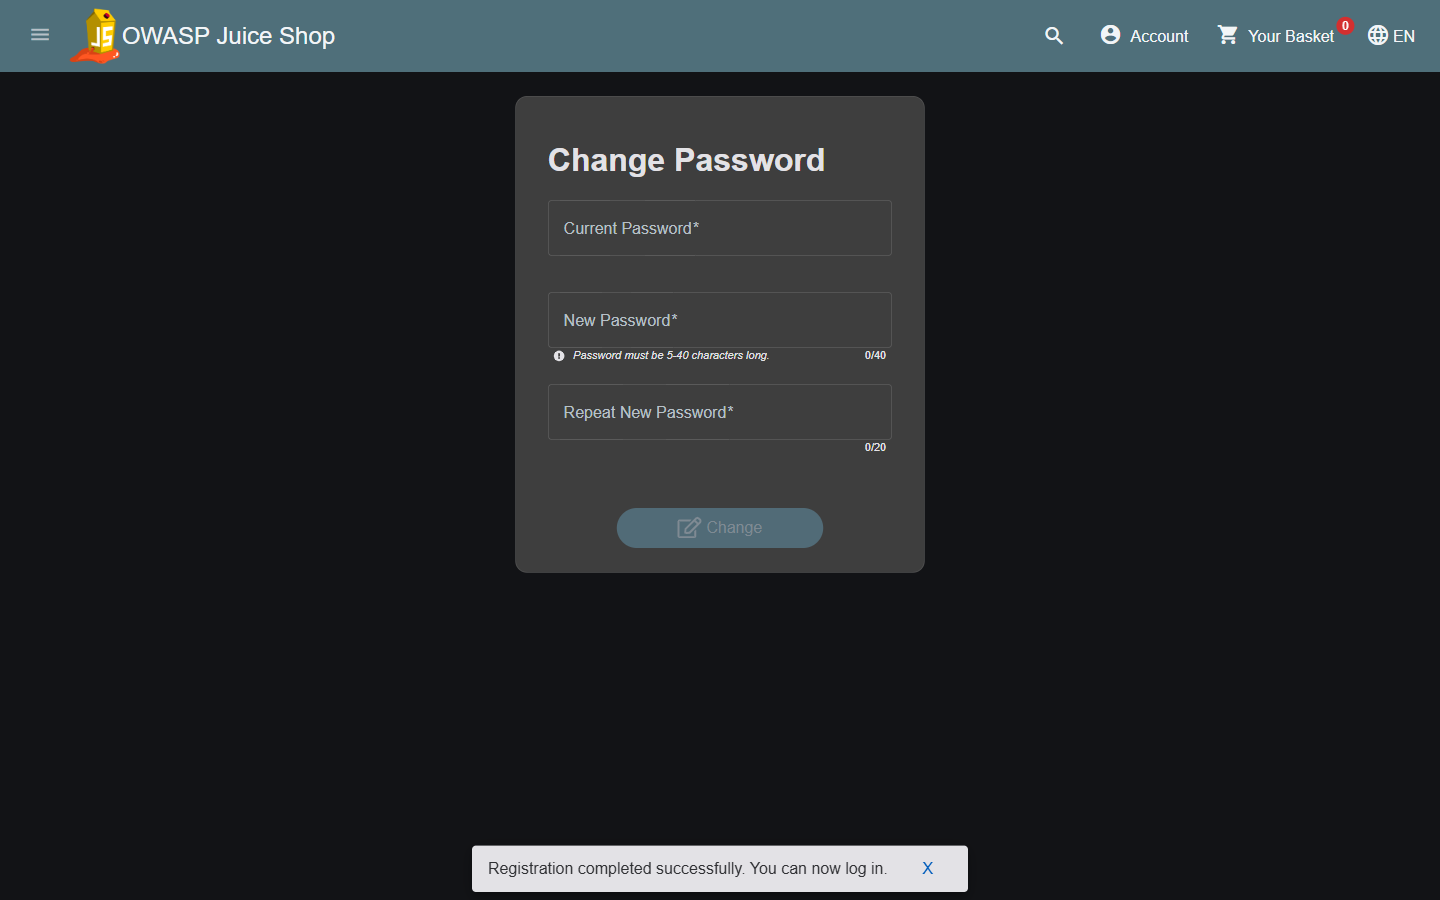 OWASP Juice Shop
Account
Your Basket 0
EN
Change Password
Current Password*
New Password*
Password must be 5-40 characters long. 0/40
Repeat New Password*
0/20
Change
Registration completed successfully. You can now log in. X